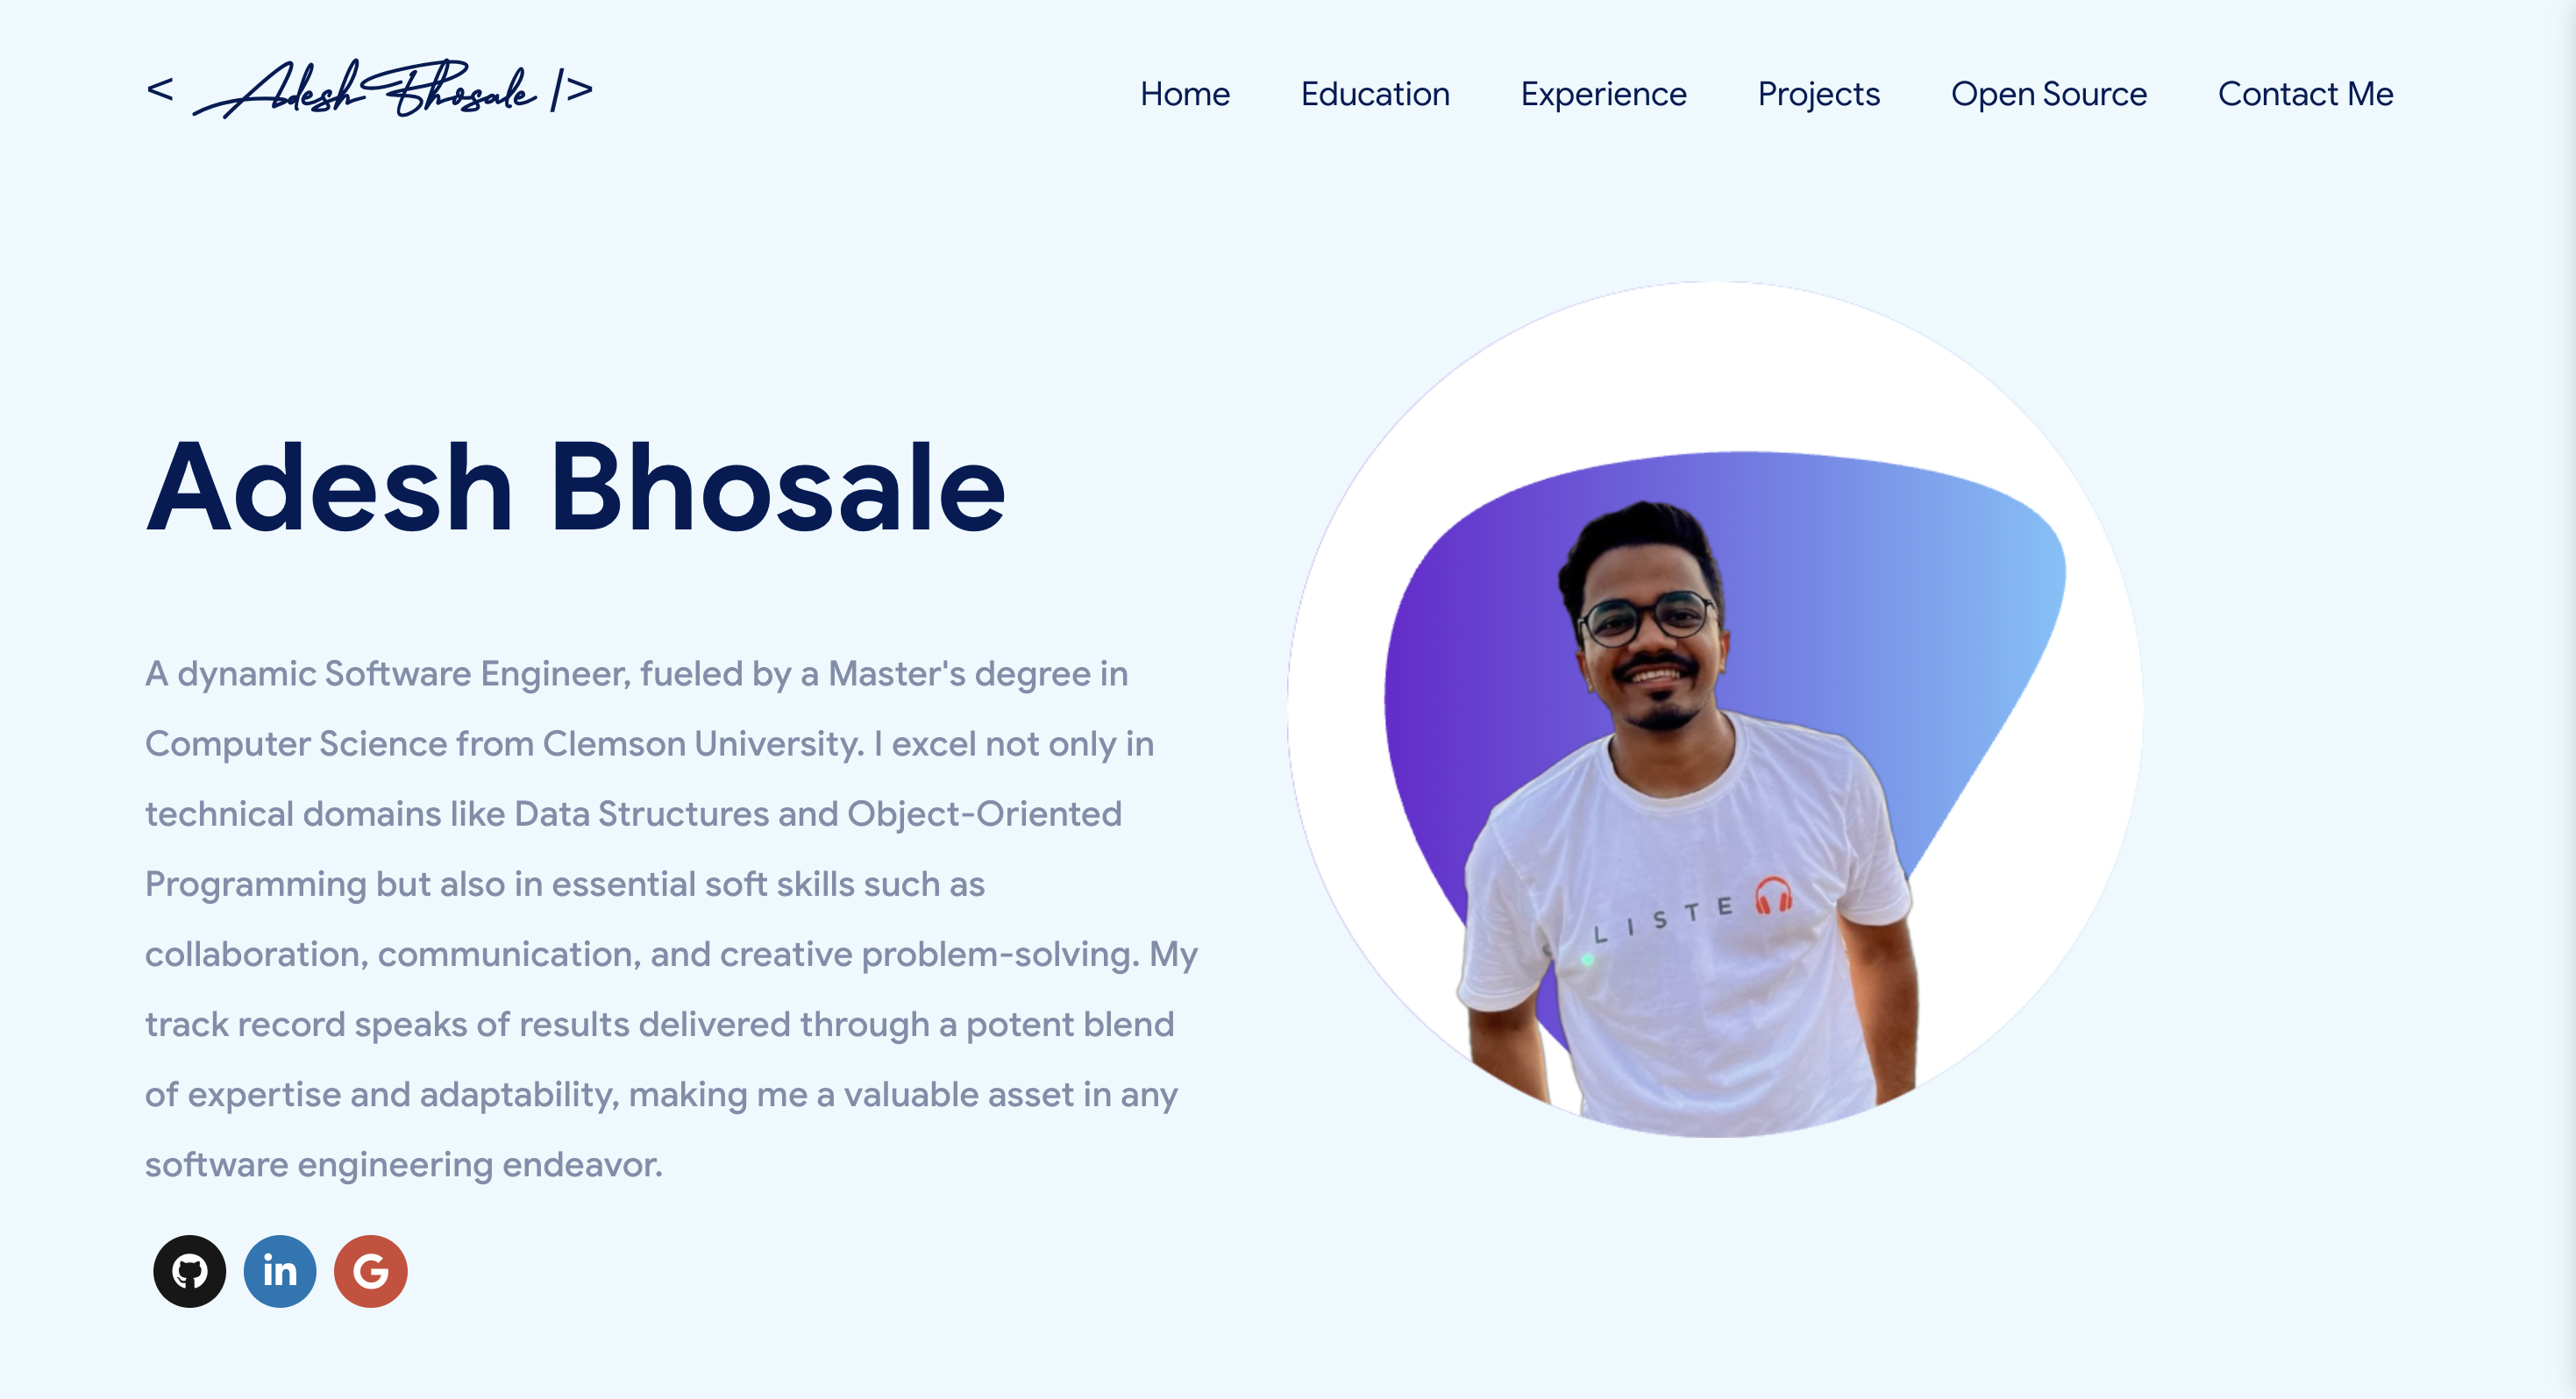 < Adesh Bhosale />
Home Education Experience Projects Open Source Contact Me
Adesh Bhosale
A dynamic Software Engineer, fueled by a Master's degree in
Computer Science from Clemson University. I excel not only in
technical domains like Data Structures and Object-Oriented
Programming but also in essential soft skills such as
collaboration, communication, and creative problem-solving. My
track record speaks of results delivered through a potent blend
of expertise and adaptability, making me a valuable asset in any
software engineering endeavor.
LISTE
in G